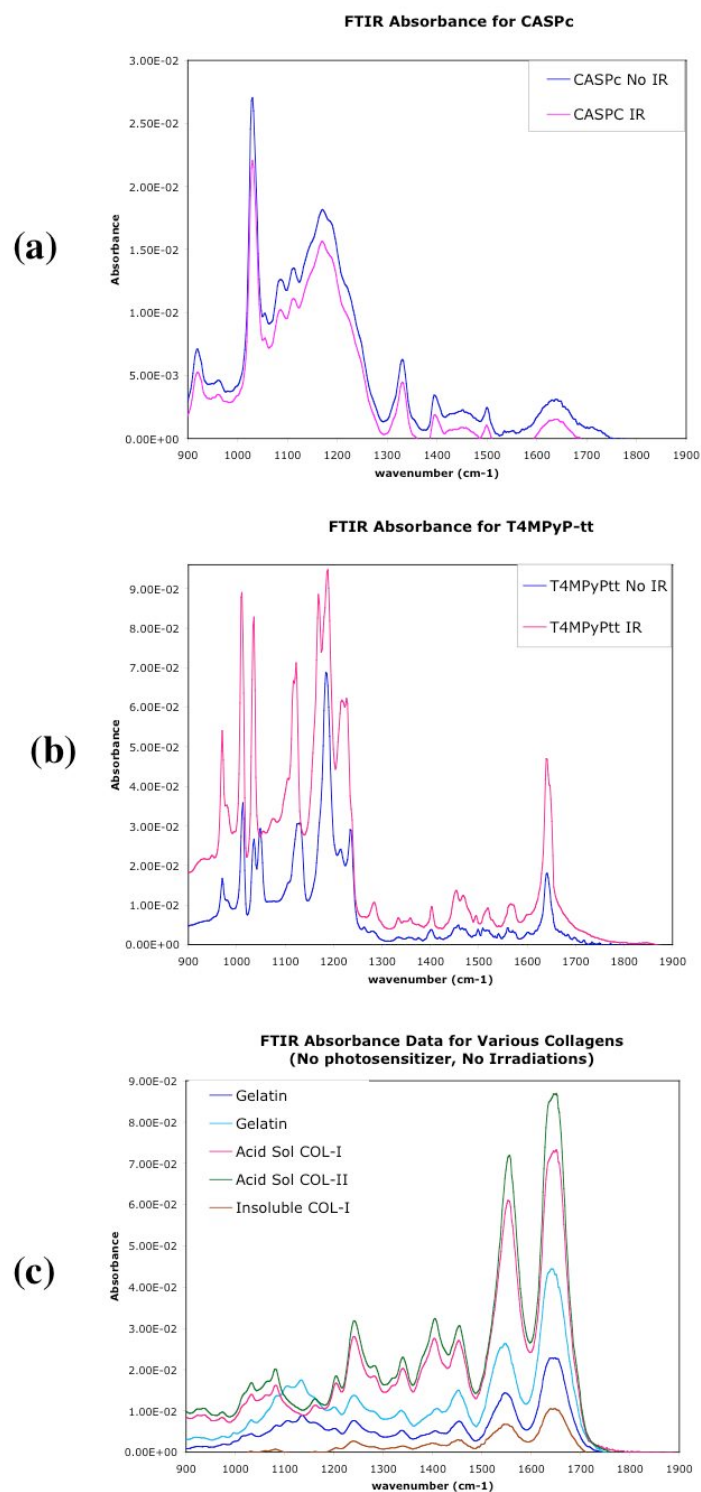 FTIR Absorbance for CASPc
3.00E-02
2.50E-02
2.00E-02
1.50E-02
1.00E-02
5.00E-03
0.00E+00
Absorbance
CASPc No IR
CASPC IR
900 1000 1100 1200 1300 1400 1500 1600 1700 1800 1900
wavenumber (cm-1)
(a)
FTIR Absorbance for T4MPyP-tt
9.00E-02
8.00E-02
7.00E-02
6.00E-02
5.00E-02
4.00E-02
3.00E-02
2.00E-02
1.00E-02
0.00E+00
Absorbance
T4MPyPtt No IR
T4MPyPtt IR
900 1000 1100 1200 1300 1400 1500 1600 1700 1800 1900
wavenumber (cm-1)
(b)
FTIR Absorbance Data for Various Collagens
(No photosensitizer, No Irradiations)
9.00E-02
8.00E-02
7.00E-02
6.00E-02
5.00E-02
4.00E-02
3.00E-02
2.00E-02
1.00E-02
0.00E+00
Absorbance
Gelatin
Gelatin
Acid Sol COL-I
Acid Sol COL-II
Insoluble COL-I
900 1000 1100 1200 1300 1400 1500 1600 1700 1800 1900
wavenumber (cm-1)
(c)